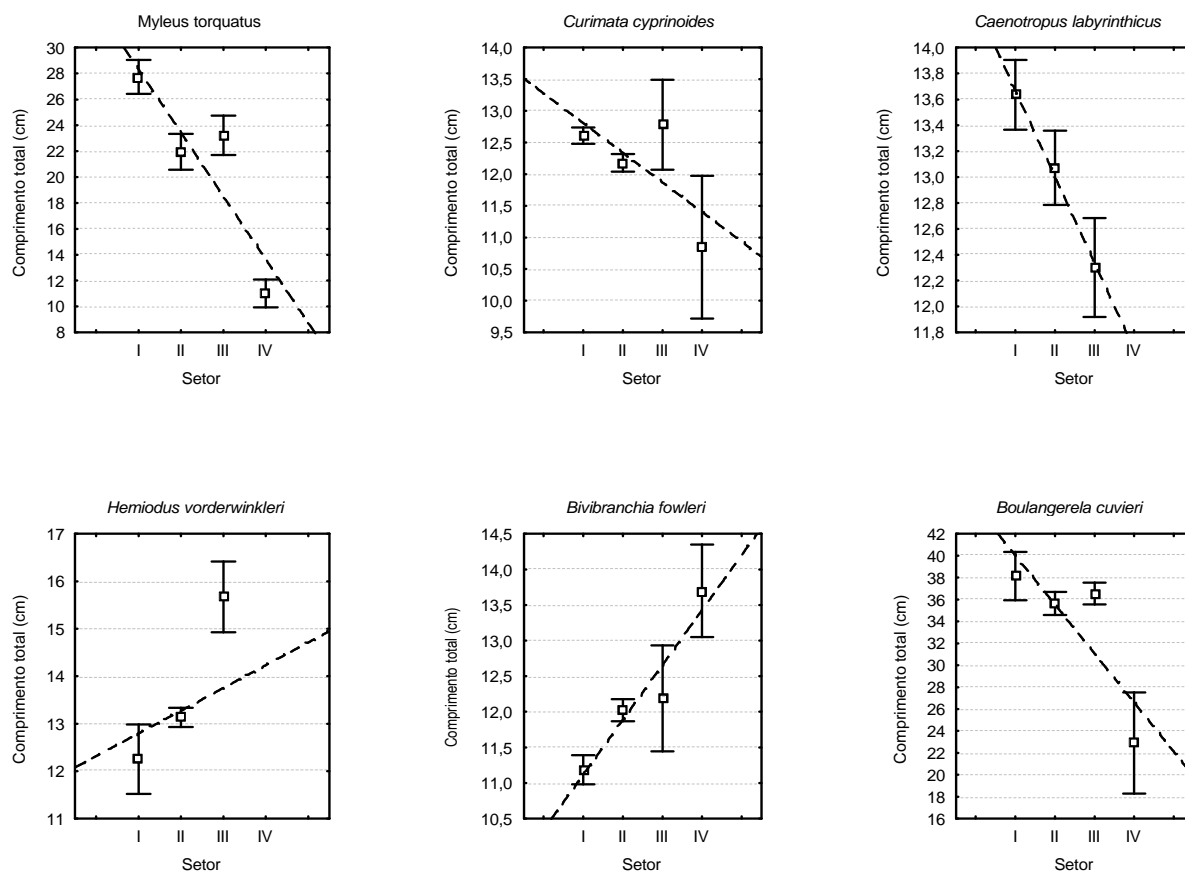 Myleus torquatus
Comprimento total (cm)
30
28
26
24
22
20
18
16
14
12
10
8
I II III IV
Setor
Curimata cyprinoides
Comprimento total (cm)
14,0
13,5
13,0
12,5
12,0
11,5
11,0
10,5
10,0
9,5
I II III IV
Setor
Caenotropus labyrinthicus
Comprimento total (cm)
14,0
13,8
13,6
13,4
13,2
13,0
12,8
12,6
12,4
12,2
12,0
11,8
I II III IV
Setor
Hemiodus vorderwinkleri
Comprimento total (cm)
17
16
15
14
13
12
11
I II III IV
Setor
Bivibranchia fowleri
Comprimento total (cm)
14,5
14,0
13,5
13,0
12,5
12,0
11,5
11,0
10,5
I II III IV
Setor
Boulangerela cuvieri
Comprimento total (cm)
42
40
38
36
34
32
30
28
26
24
22
20
18
16
I II III IV
Setor